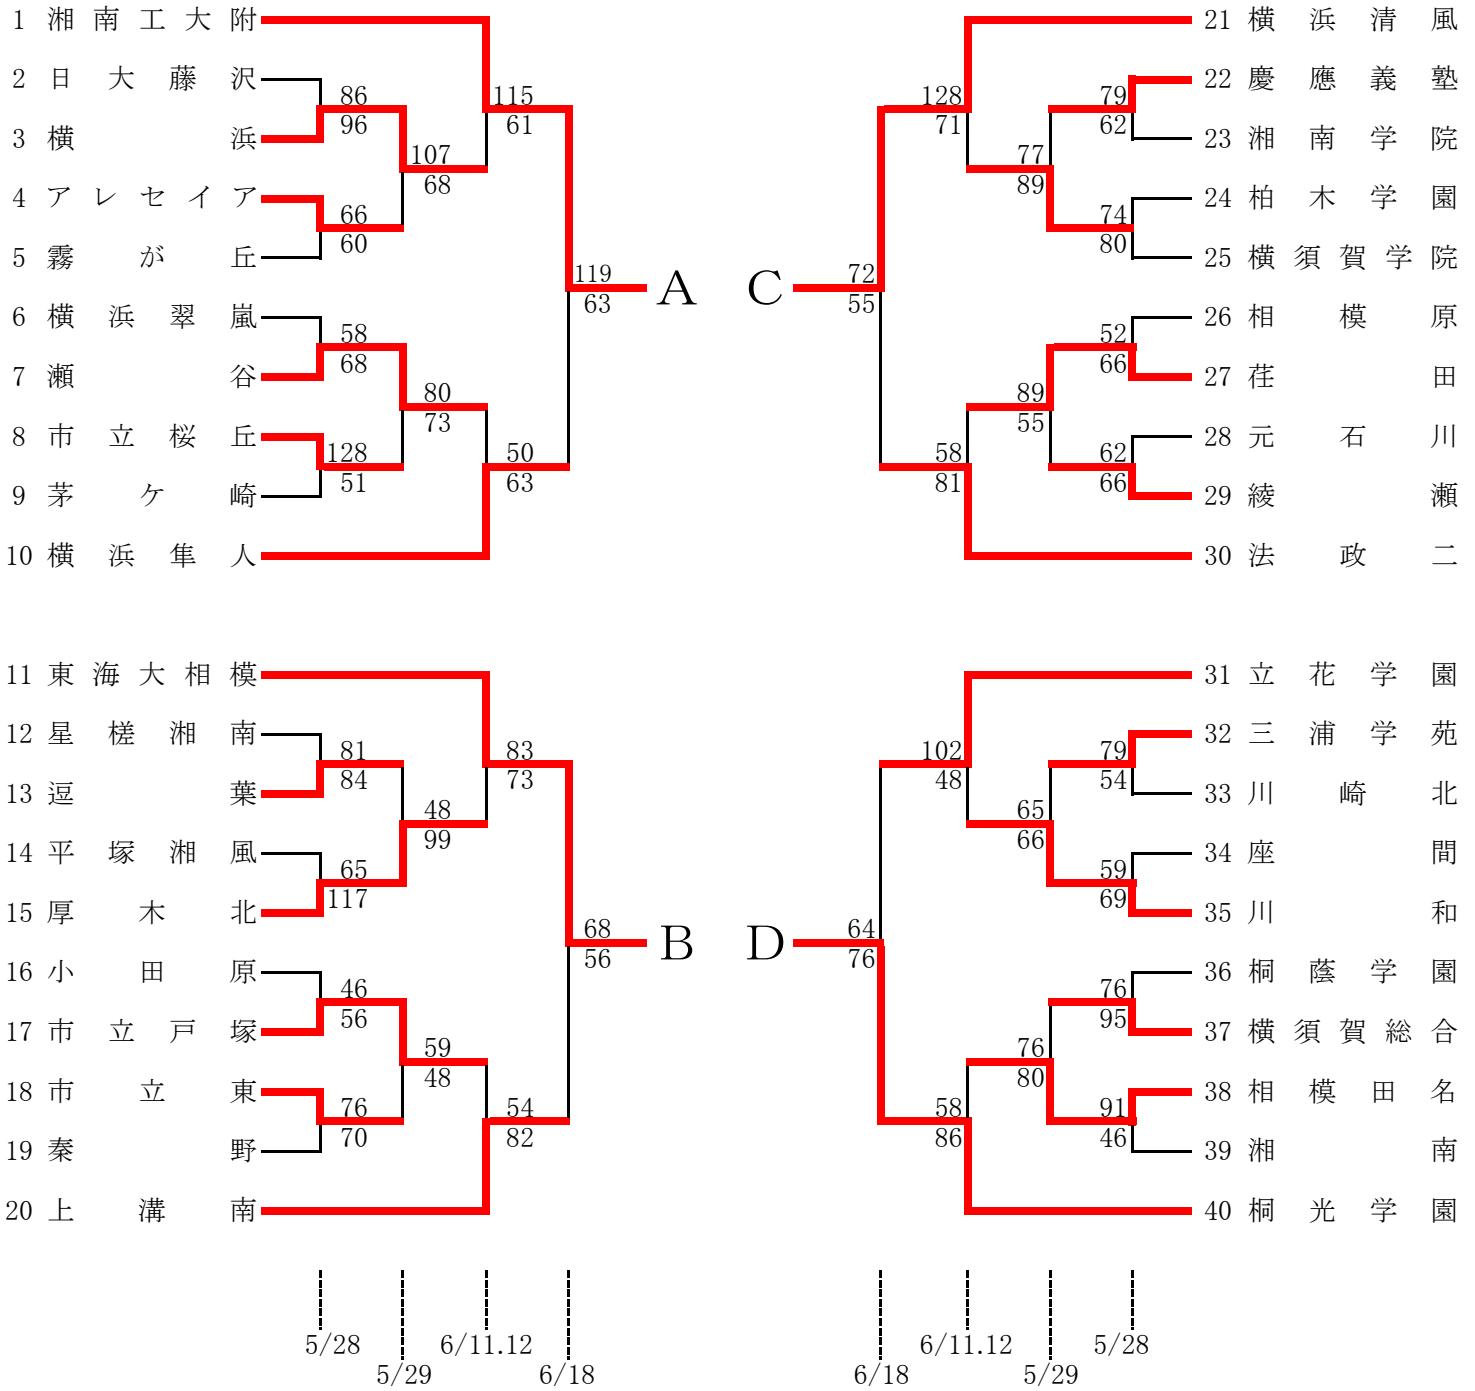 1 湘南工大附
2 日大藤沢
86
96
3 横浜
115
61
107
68
4 アレセイア
66
60
5 霧が丘
119
63
A
6 横浜翠嵐
58
68
7 瀬谷
80
73
8 市立桜丘
128
51
50
63
9 茅ケ崎
10 横浜隼人
21 横浜清風
22 慶應義塾
128
71
79
62
23 湘南学院
77
89
24 柏木学園
74
80
25 横須賀学院
C
72
55
26 相模原
52
66
27 荏田
89
55
28 元石川
58
81
62
66
29 綾瀬
30 法政二
11 東海大相模
12 星槎湘南
81
84
83
73
13 逗葉
48
99
14 平塚湘風
65
117
15 厚木北
68
56
B
16 小田原
46
56
17 市立戸塚
59
48
18 市立東
76
70
54
82
19 秦野
20 上溝南
31 立花学園
32 三浦学苑
102
48
79
54
33 川崎北
65
66
34 座間
59
69
35 川和
D
64
76
36 桐蔭学園
76
95
37 横須賀総合
76
80
38 相模田名
58
86
91
46
39 湘南
40 桐光学園
5/28
5/29
6/11.12
6/18
6/18
6/11.12
5/29
5/28